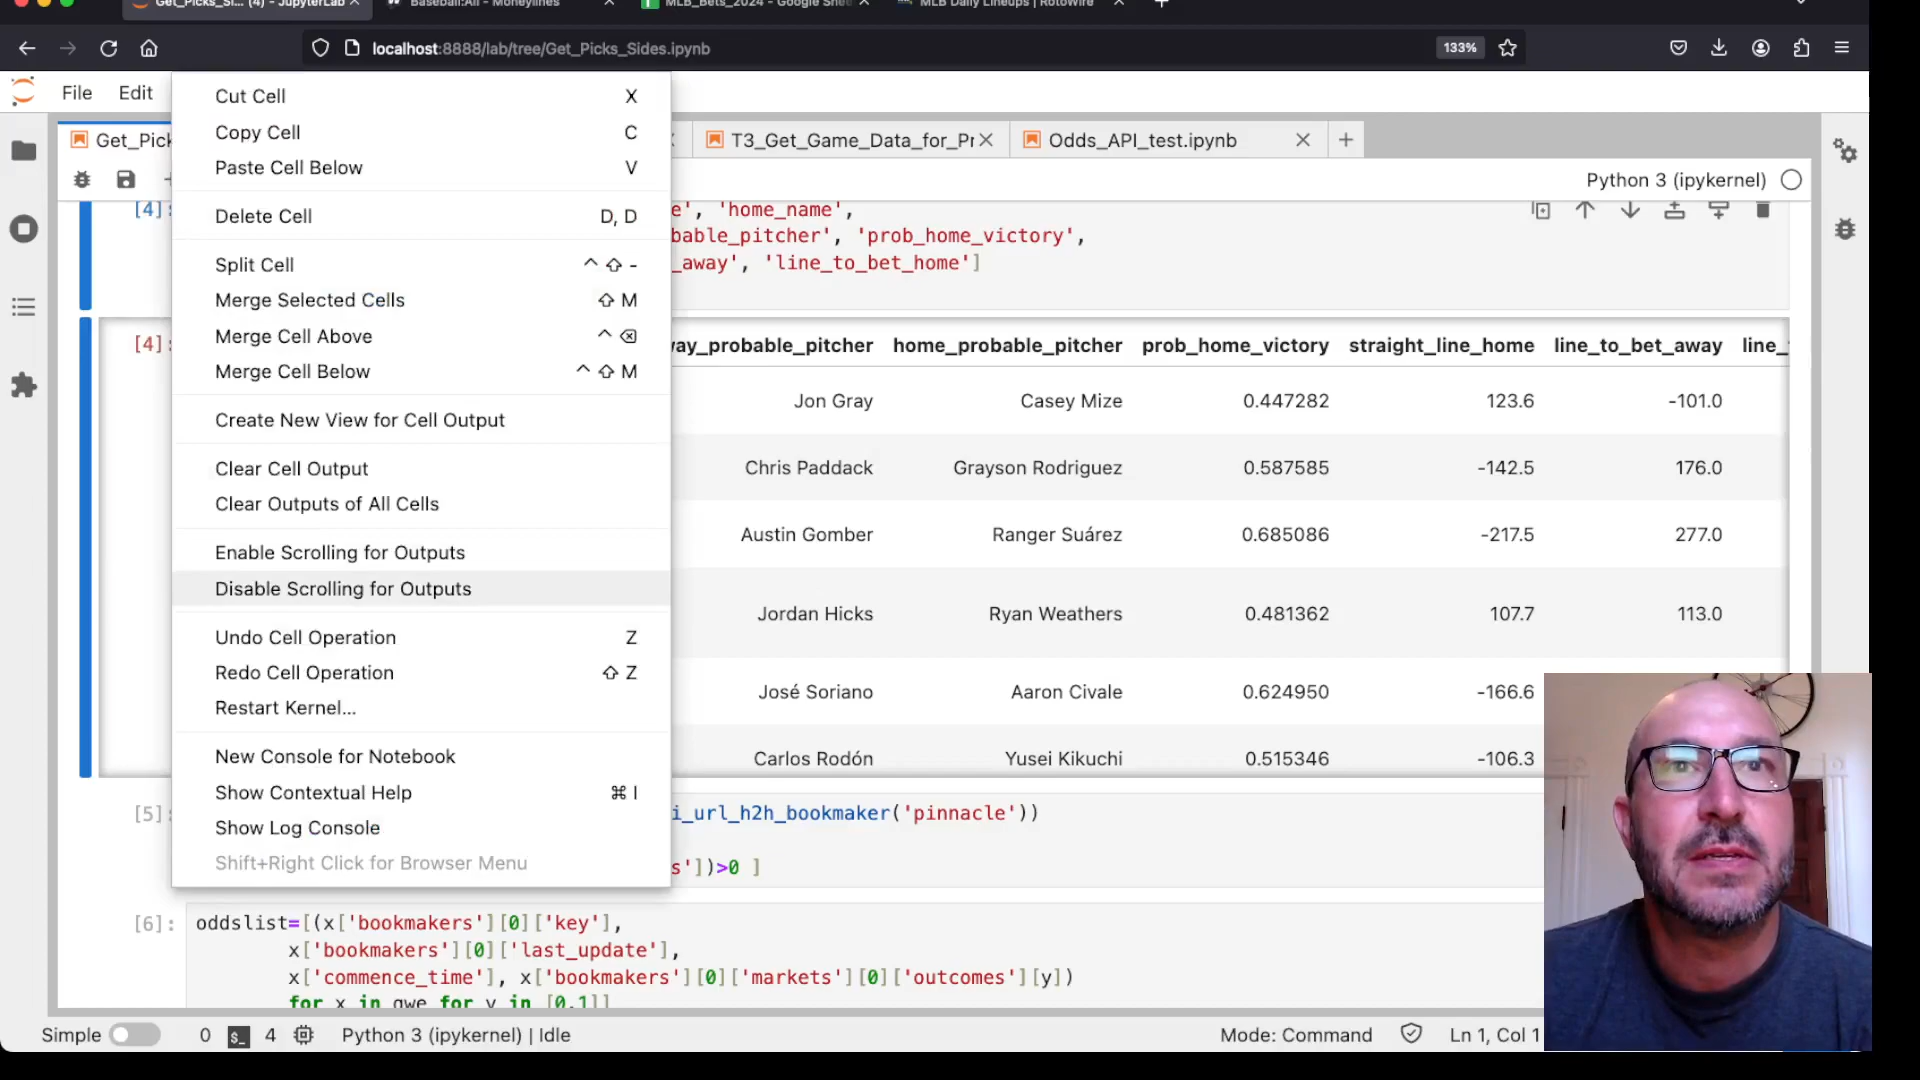 Get_Picks_Si... (4) - JupyterLab
Baseball:All - Moneylines
MLB_Bets_2024 - Google Shee
MLB Daily Lineups | RotoWire
localhost:8888/lab/tree/Get_Picks_Sides.ipynb
133%
File
Edit
Get_Pick
T3_Get_Game_Data_for_Pr
Odds_API_test.ipynb
Python 3 (ipykernel)
Cut Cell X
Copy Cell C
Paste Cell Below V
Delete Cell D, D
Split Cell ^ ⇧ -
Merge Selected Cells ⇧ M
Merge Cell Above ^ ⌫
Merge Cell Below ^ ⇧ M
Create New View for Cell Output
Clear Cell Output
Clear Outputs of All Cells
Enable Scrolling for Outputs
Disable Scrolling for Outputs
Undo Cell Operation Z
Redo Cell Operation ⇧ Z
Restart Kernel...
New Console for Notebook
Show Contextual Help ⌘ I
Show Log Console
Shift+Right Click for Browser Menu
[4]: e', 'home_name',
bable_pitcher', 'prob_home_victory',
_away', 'line_to_bet_home']
[4]: ay_probable_pitcher home_probable_pitcher prob_home_victory straight_line_home line_to_bet_away line_
Jon Gray Casey Mize 0.447282 123.6 -101.0
Chris Paddack Grayson Rodriguez 0.587585 -142.5 176.0
Austin Gomber Ranger Suárez 0.685086 -217.5 277.0
Jordan Hicks Ryan Weathers 0.481362 107.7 113.0
José Soriano Aaron Civale 0.624950 -166.6
Carlos Rodón Yusei Kikuchi 0.515346 -106.3
[5]: i_url_h2h_bookmaker('pinnacle'))
s'])>0 ]
[6]: oddslist=[(x['bookmakers'][0]['key'],
x['bookmakers'][0]['last_update'],
x['commence_time'], x['bookmakers'][0]['markets'][0]['outcomes'][y])
for x in qwe for y in [0,1]]
Simple 0 $_ 4 Python 3 (ipykernel) | Idle Mode: Command Ln 1, Col 1